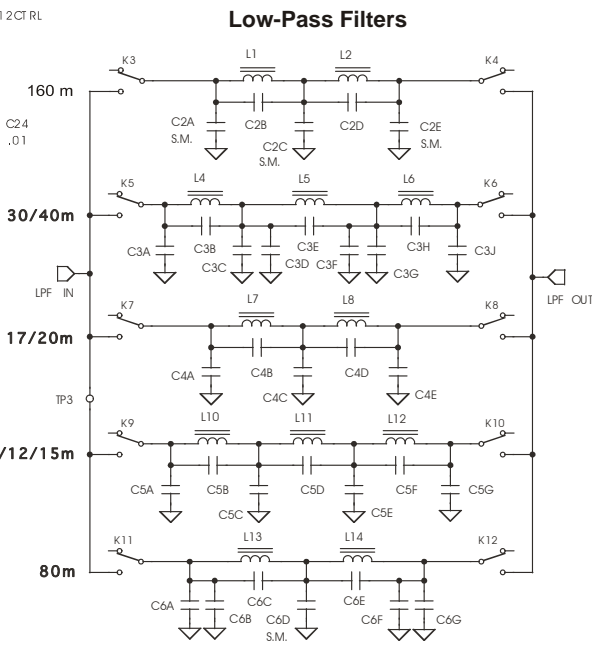 12CTRL
Low-Pass Filters
K3
L1
L2
K4
160 m
C24
.01
C2A
S.M.
C2B
C2C
S.M.
C2D
C2E
S.M.
K5
L4
L5
L6
K6
30/40m
C3A
C3B
C3C
C3D
C3E
C3F
C3G
C3H
C3J
LPF IN
LPF OUT
K7
L7
L8
K8
17/20m
C4A
C4B
C4C
C4D
C4E
TP3
K9
L10
L11
L12
K10
/12/15m
C5A
C5B
C5C
C5D
C5E
C5F
C5G
K11
L13
L14
K12
80m
C6A
C6B
C6C
C6D
S.M.
C6E
C6F
C6G